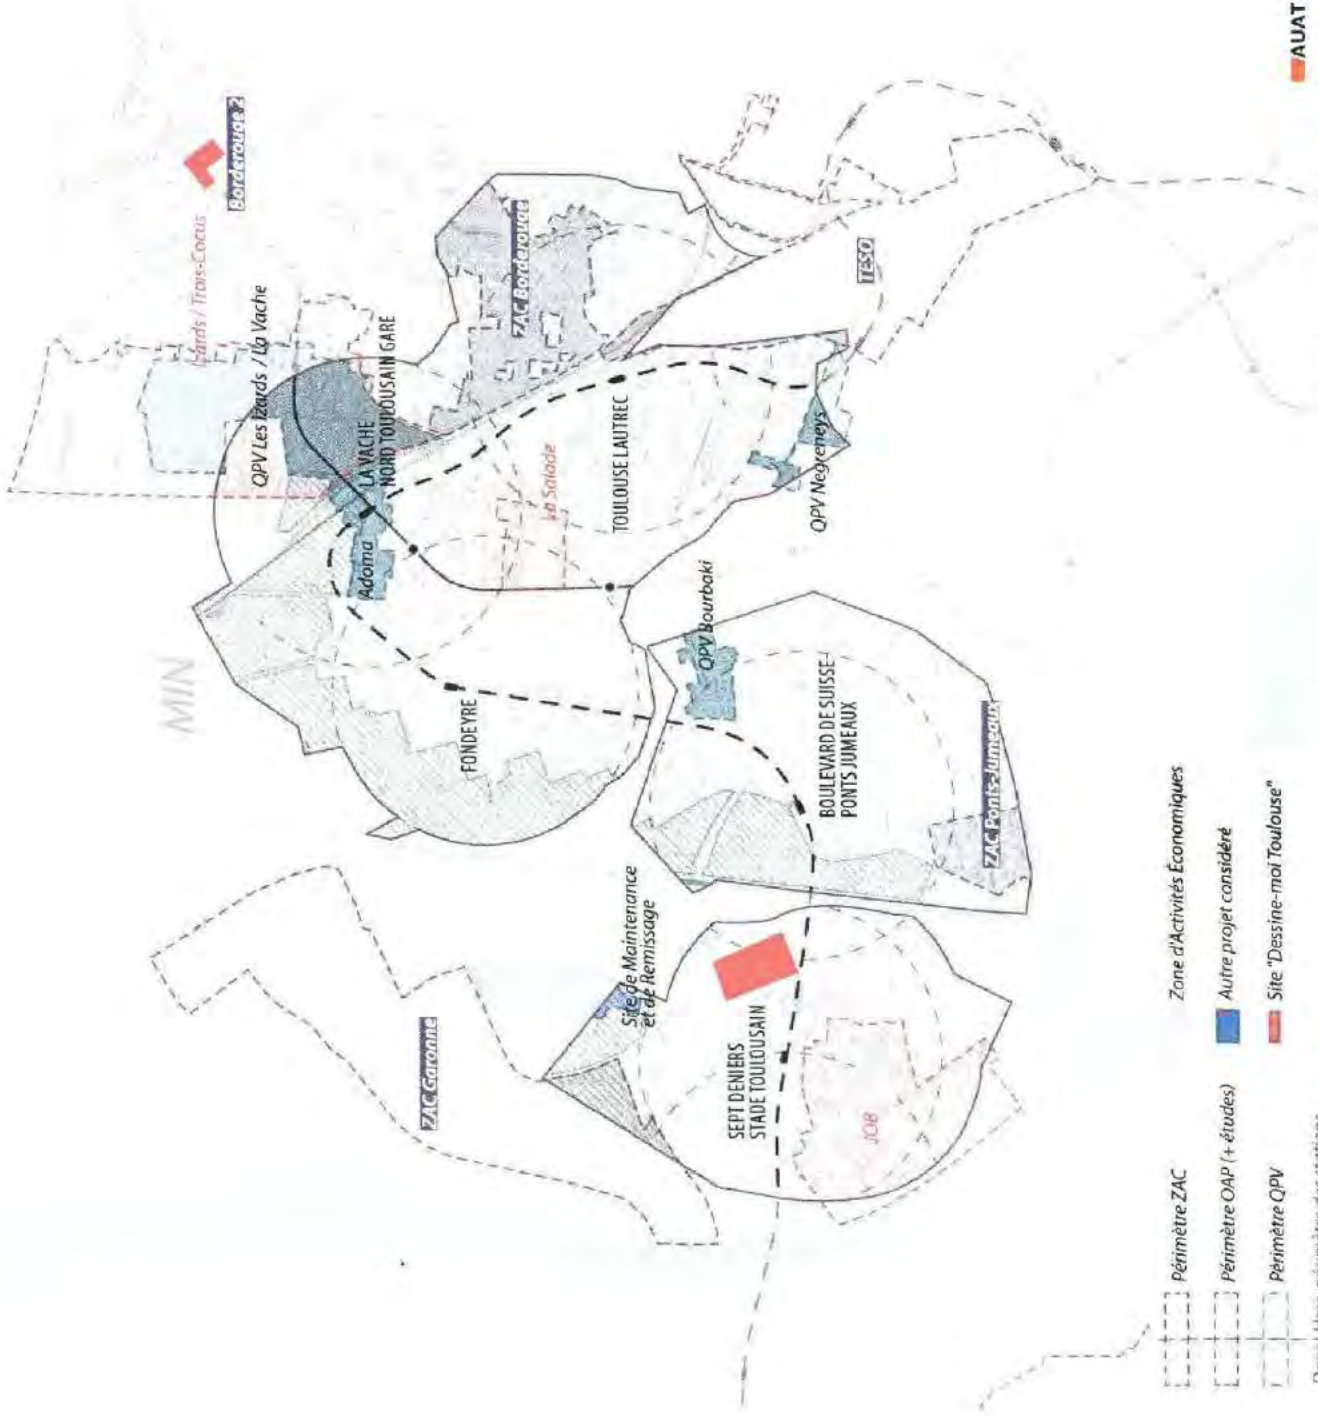 AUAT
Borderouge 2
Izards / Trois-Cocus
QPV Les Izards / La Vache
LA VACHE
NORD TOULOUSAIN GARE
ZAC Borderouge
TESO
MIN
Adoma
La Salade
TOULOUSE LAUTREC
QPV Negreneys
QPV Bourbaki
FONDEYRE
BOULEVARD DE SUISSE-
PONTS JUMEAUX
ZAC Ponts-Jumeaux
Site de Maintenance
et de Remissage
ZAC Garonne
SEPT DENIERS
STADE TOULOUSAIN
JOB
Périmètre ZAC
Zone d'Activités Économiques
Périmètre OAP (+ études)
Autre projet considéré
Périmètre QPV
Site "Dessine-moi Toulouse"